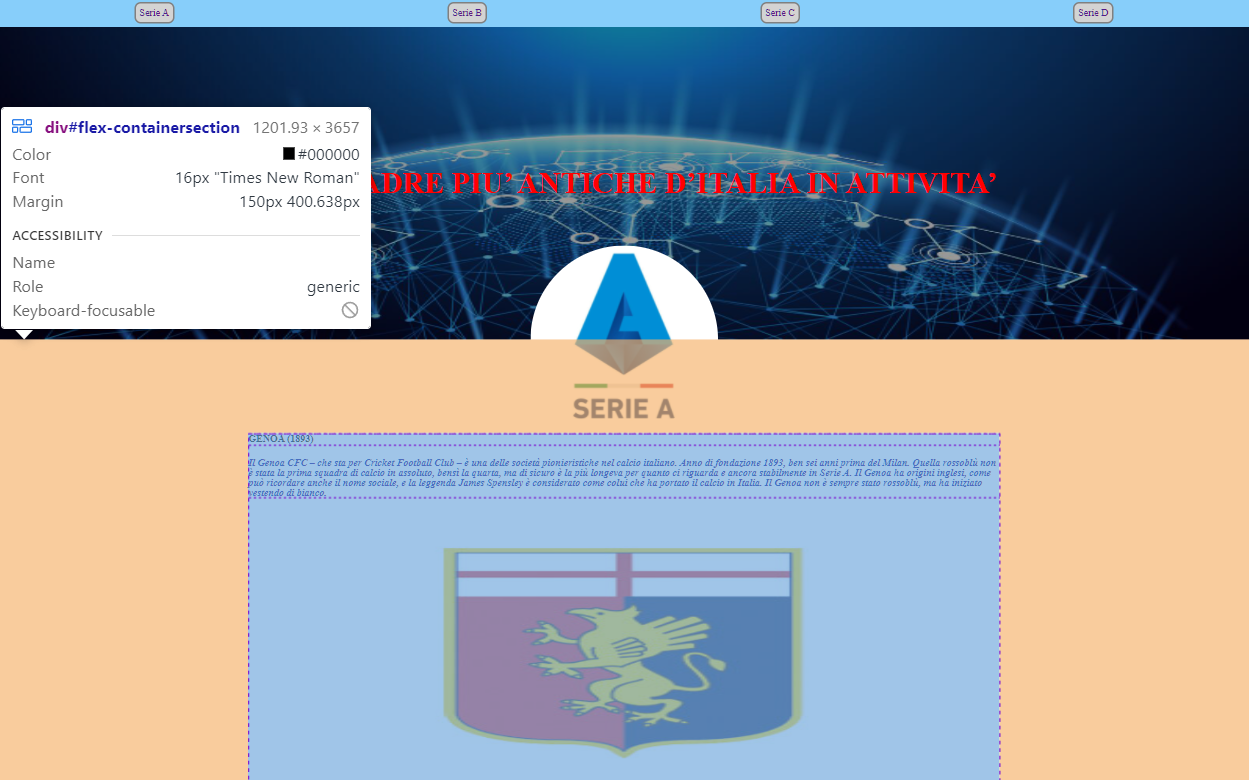 Serie A
Serie B
Serie C
Serie D
div#flex-containersection 1201.93 × 3657
Color #000000
Font 16px "Times New Roman"
Margin 150px 400.638px
ACCESSIBILITY
Name
Role generic
Keyboard-focusable
PIU’ ANTICHE D’ITALIA IN ATTIVITA’
SERIE A
GENOA (1893)
Il Genoa CFC – che sta per Cricket Football Club – è una delle società pionieristiche nel calcio italiano. Anno di fondazione 1893, ben sei anni prima del Milan. Quella rossoblù non
è stata la prima squadra di calcio in assoluto, bensì la quarta, ma di sicuro è la più longeva per quanto ci riguarda e ancora stabilmente in Serie A. Il Genoa ha origini inglesi, come
può ricordare anche il nome sociale, e la leggenda James Spensley è considerato come colui che ha portato il calcio in Italia. Il Genoa non è sempre stato rossoblù, ma ha iniziato
vestendo di bianco.